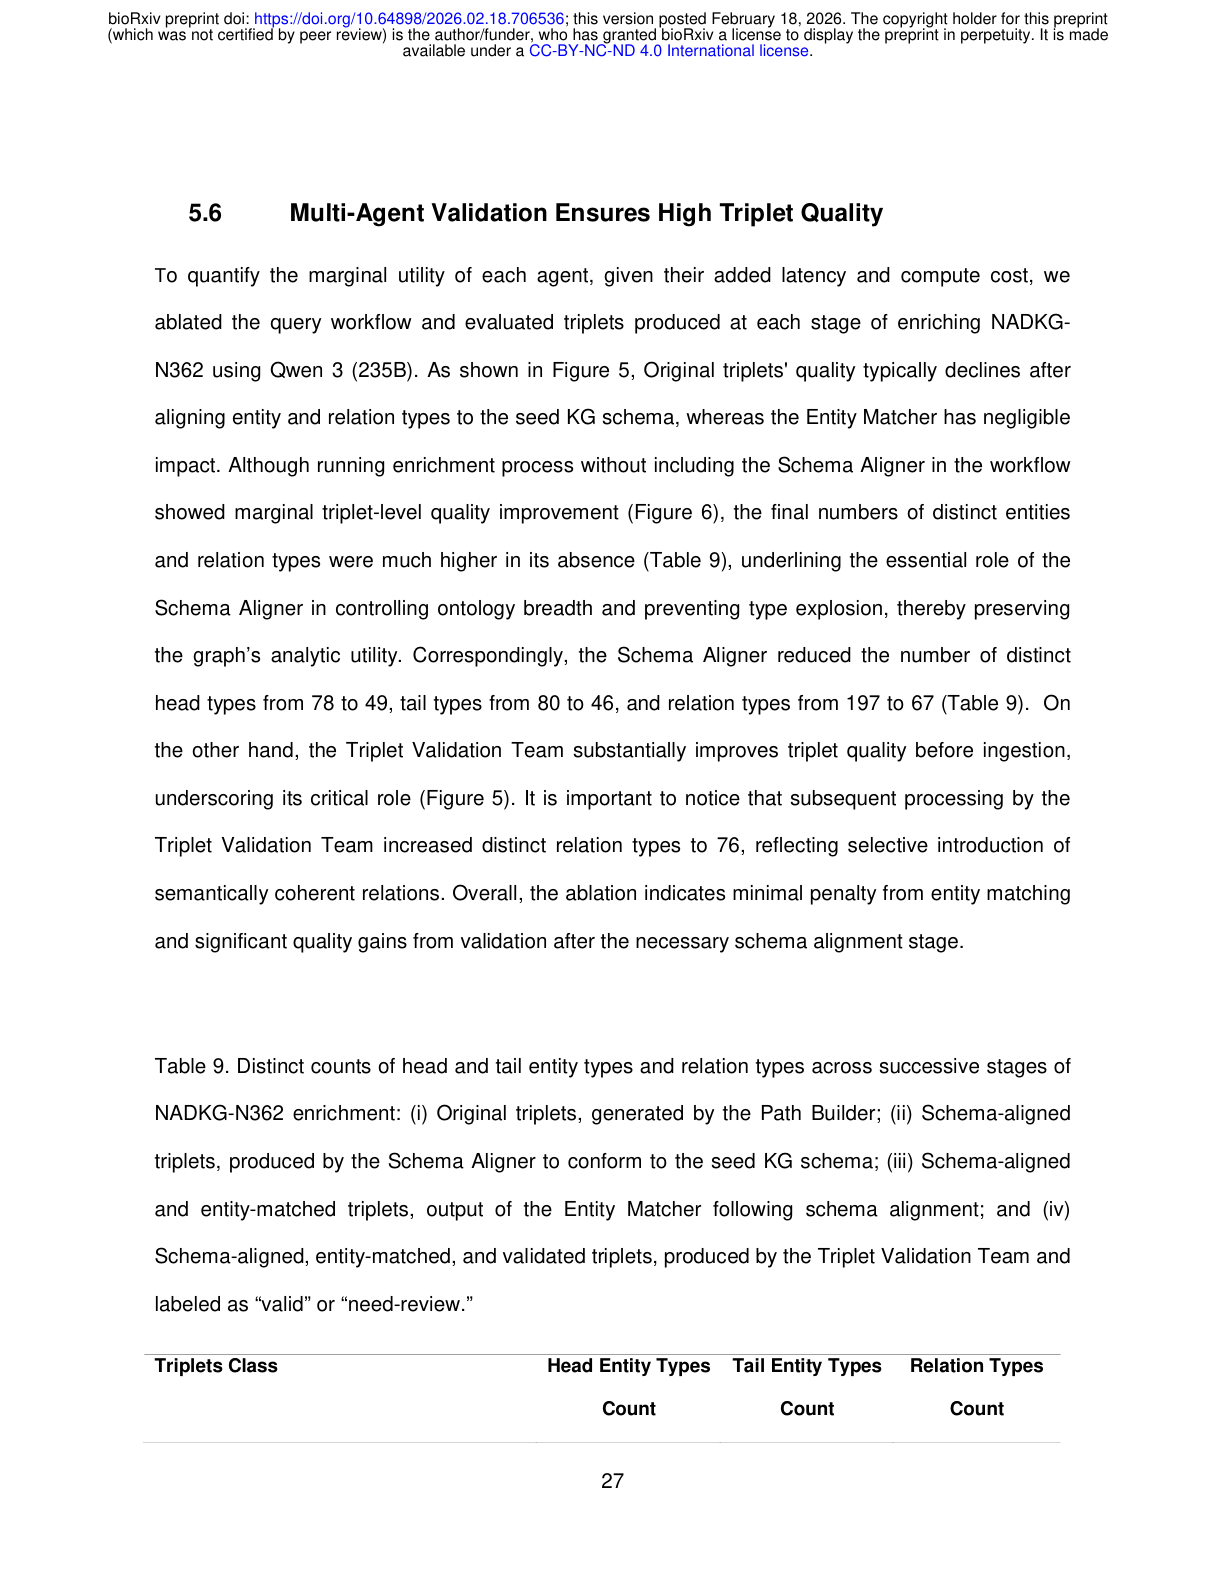 bioRxiv preprint doi: https://doi.org/10.64898/2026.02.18.706536; this version posted February 18, 2026. The copyright holder for this preprint
(which was not certified by peer review) is the author/funder, who has granted bioRxiv a license to display the preprint in perpetuity. It is made
available under a CC-BY-NC-ND 4.0 International license.
5.6 Multi-Agent Validation Ensures High Triplet Quality
To quantify the marginal utility of each agent, given their added latency and compute cost, we
ablated the query workflow and evaluated triplets produced at each stage of enriching NADKG-
N362 using Qwen 3 (235B). As shown in Figure 5, Original triplets' quality typically declines after
aligning entity and relation types to the seed KG schema, whereas the Entity Matcher has negligible
impact. Although running enrichment process without including the Schema Aligner in the workflow
showed marginal triplet-level quality improvement (Figure 6), the final numbers of distinct entities
and relation types were much higher in its absence (Table 9), underlining the essential role of the
Schema Aligner in controlling ontology breadth and preventing type explosion, thereby preserving
the graph’s analytic utility. Correspondingly, the Schema Aligner reduced the number of distinct
head types from 78 to 49, tail types from 80 to 46, and relation types from 197 to 67 (Table 9). On
the other hand, the Triplet Validation Team substantially improves triplet quality before ingestion,
underscoring its critical role (Figure 5). It is important to notice that subsequent processing by the
Triplet Validation Team increased distinct relation types to 76, reflecting selective introduction of
semantically coherent relations. Overall, the ablation indicates minimal penalty from entity matching
and significant quality gains from validation after the necessary schema alignment stage.
Table 9. Distinct counts of head and tail entity types and relation types across successive stages of
NADKG-N362 enrichment: (i) Original triplets, generated by the Path Builder; (ii) Schema-aligned
triplets, produced by the Schema Aligner to conform to the seed KG schema; (iii) Schema-aligned
and entity-matched triplets, output of the Entity Matcher following schema alignment; and (iv)
Schema-aligned, entity-matched, and validated triplets, produced by the Triplet Validation Team and
labeled as “valid” or “need-review.”
Triplets Class Head Entity Types Tail Entity Types Relation Types
Count Count Count
27